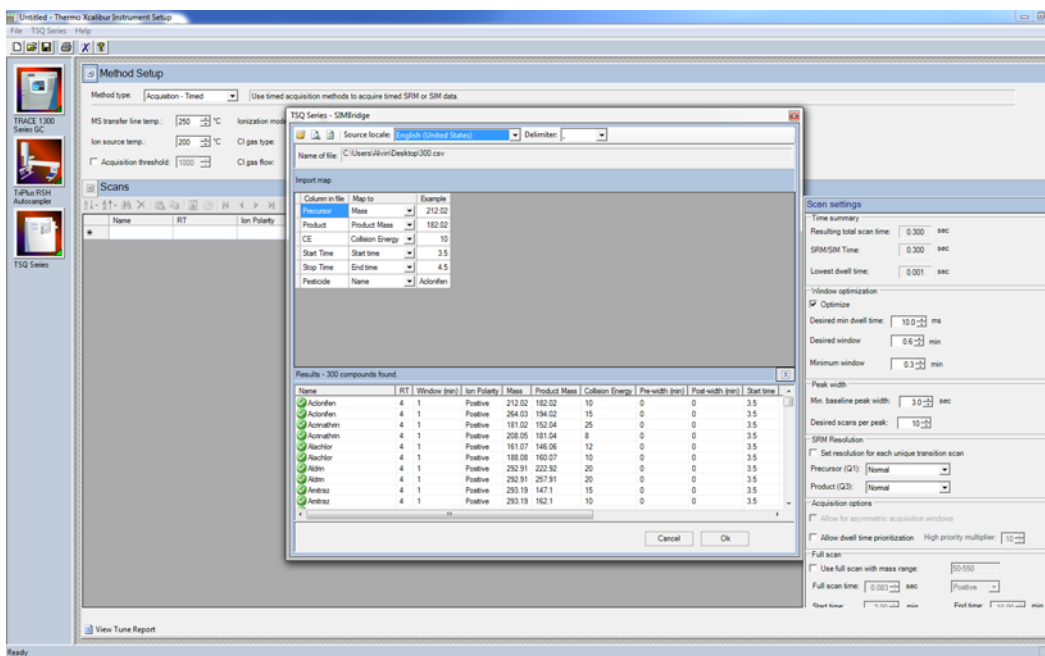 Untitled - Thermo Xcalibur Instrument Setup
File TSQ Series Help
TRACE 1300 Series GC
TriPlus RSH Autosampler
TSQ Series
Method Setup
Method type: Acquisition - Timed Use timed acquisition methods to acquire timed SRM or SIM data.
MS transfer line temp.: 250 °C Ionization mod
Ion source temp.: 200 °C CI gas type:
Acquisition threshold: 1000 CI gas flow:
Scans
Name RT Ion Polarity
TSQ Series - SIMBridge
Source locale: English (United States) Delimiter: ,
Name of file: C:\Users\Alvin\Desktop\300.csv
Import map
Column in file Map to Example
Precursor Mass 212.02
Product Product Mass 182.02
CE Collision Energy 10
Start Time Start time 3.5
Stop Time End time 4.5
Pesticide Name Aclonifen
Results - 300 compounds found.
Name RT Window (min) Ion Polarity Mass Product Mass Collision Energy Pre-width (min) Post-width (min) Start time
Aclonifen 4 1 Positive 212.02 182.02 10 0 0 3.5
Aclonifen 4 1 Positive 264.03 194.02 15 0 0 3.5
Acrinathrin 4 1 Positive 181.02 152.04 25 0 0 3.5
Acrinathrin 4 1 Positive 208.05 181.04 8 0 0 3.5
Alachlor 4 1 Positive 161.07 146.06 12 0 0 3.5
Alachlor 4 1 Positive 188.08 160.07 10 0 0 3.5
Aldrin 4 1 Positive 292.91 222.92 20 0 0 3.5
Aldrin 4 1 Positive 292.91 257.91 20 0 0 3.5
Amitraz 4 1 Positive 293.19 147.1 15 0 0 3.5
Amitraz 4 1 Positive 293.19 162.1 10 0 0 3.5
Cancel Ok
Scan settings
Time summary
Resulting total scan time: 0.300 sec
SRM/SIM Time: 0.300 sec
Lowest dwell time: 0.001 sec
Window optimization
Optimize
Desired min dwell time: 10.0 ms
Desired window 0.6 min
Minimum window 0.3 min
Peak width
Min. baseline peak width: 3.0 sec
Desired scans per peak: 10
SRM Resolution
Set resolution for each unique transition scan
Precursor (Q1): Normal
Product (Q3): Normal
Acquisition options
Allow for asymmetric acquisition windows
Allow dwell time prioritization High priority multiplier: 10
Full scan
Use full scan with mass range: 50-550
Full scan time: 0.083 sec Positive
Start time: 2.00 min End time: 10.00 min
View Tune Report
Ready